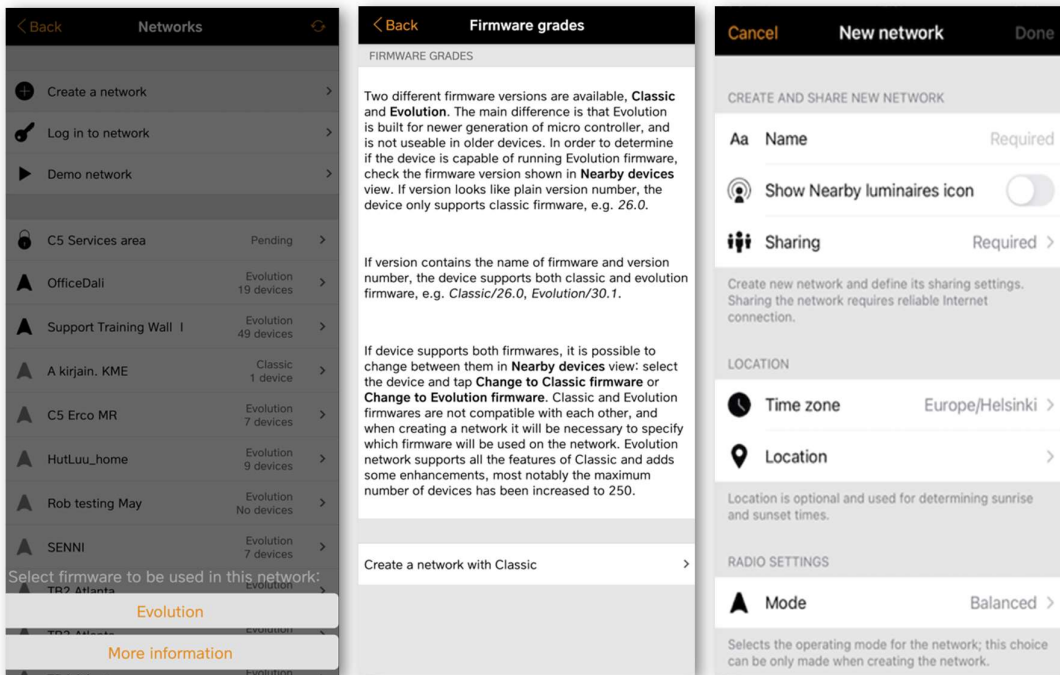 Back
Networks
Create a network
Log in to network
Demo network
C5 Services area
Pending
OfficeDali
Evolution
19 devices
Support Training Wall I
Evolution
49 devices
A kirjain. KME
Classic
1 device
C5 Erco MR
Evolution
7 devices
HutLuu_home
Evolution
9 devices
Rob testing May
Evolution
No devices
SENNI
Evolution
7 devices
Select firmware to be used in this network:
TB2 Atlanta
Evolution
Evolution
TB2 Atlanta
Evolution
More information
Evolution
Back
Firmware grades
FIRMWARE GRADES
Two different firmware versions are available, Classic
and Evolution. The main difference is that Evolution
is built for newer generation of micro controller, and
is not useable in older devices. In order to determine
if the device is capable of running Evolution firmware,
check the firmware version shown in Nearby devices
view. If version looks like plain version number, the
device only supports classic firmware, e.g. 26.0.
If version contains the name of firmware and version
number, the device supports both classic and evolution
firmware, e.g. Classic/26.0, Evolution/30.1.
If device supports both firmwares, it is possible to
change between them in Nearby devices view: select
the device and tap Change to Classic firmware or
Change to Evolution firmware. Classic and Evolution
firmwares are not compatible with each other, and
when creating a network it will be necessary to specify
which firmware will be used on the network. Evolution
network supports all the features of Classic and adds
some enhancements, most notably the maximum
number of devices has been increased to 250.
Create a network with Classic
Cancel
New network
Done
CREATE AND SHARE NEW NETWORK
Aa Name
Required
Show Nearby luminaires icon
Sharing
Required
Create new network and define its sharing settings.
Sharing the network requires reliable Internet
connection.
LOCATION
Time zone
Europe/Helsinki
Location
Location is optional and used for determining sunrise
and sunset times.
RADIO SETTINGS
Mode
Balanced
Selects the operating mode for the network; this choice
can be only made when creating the network.